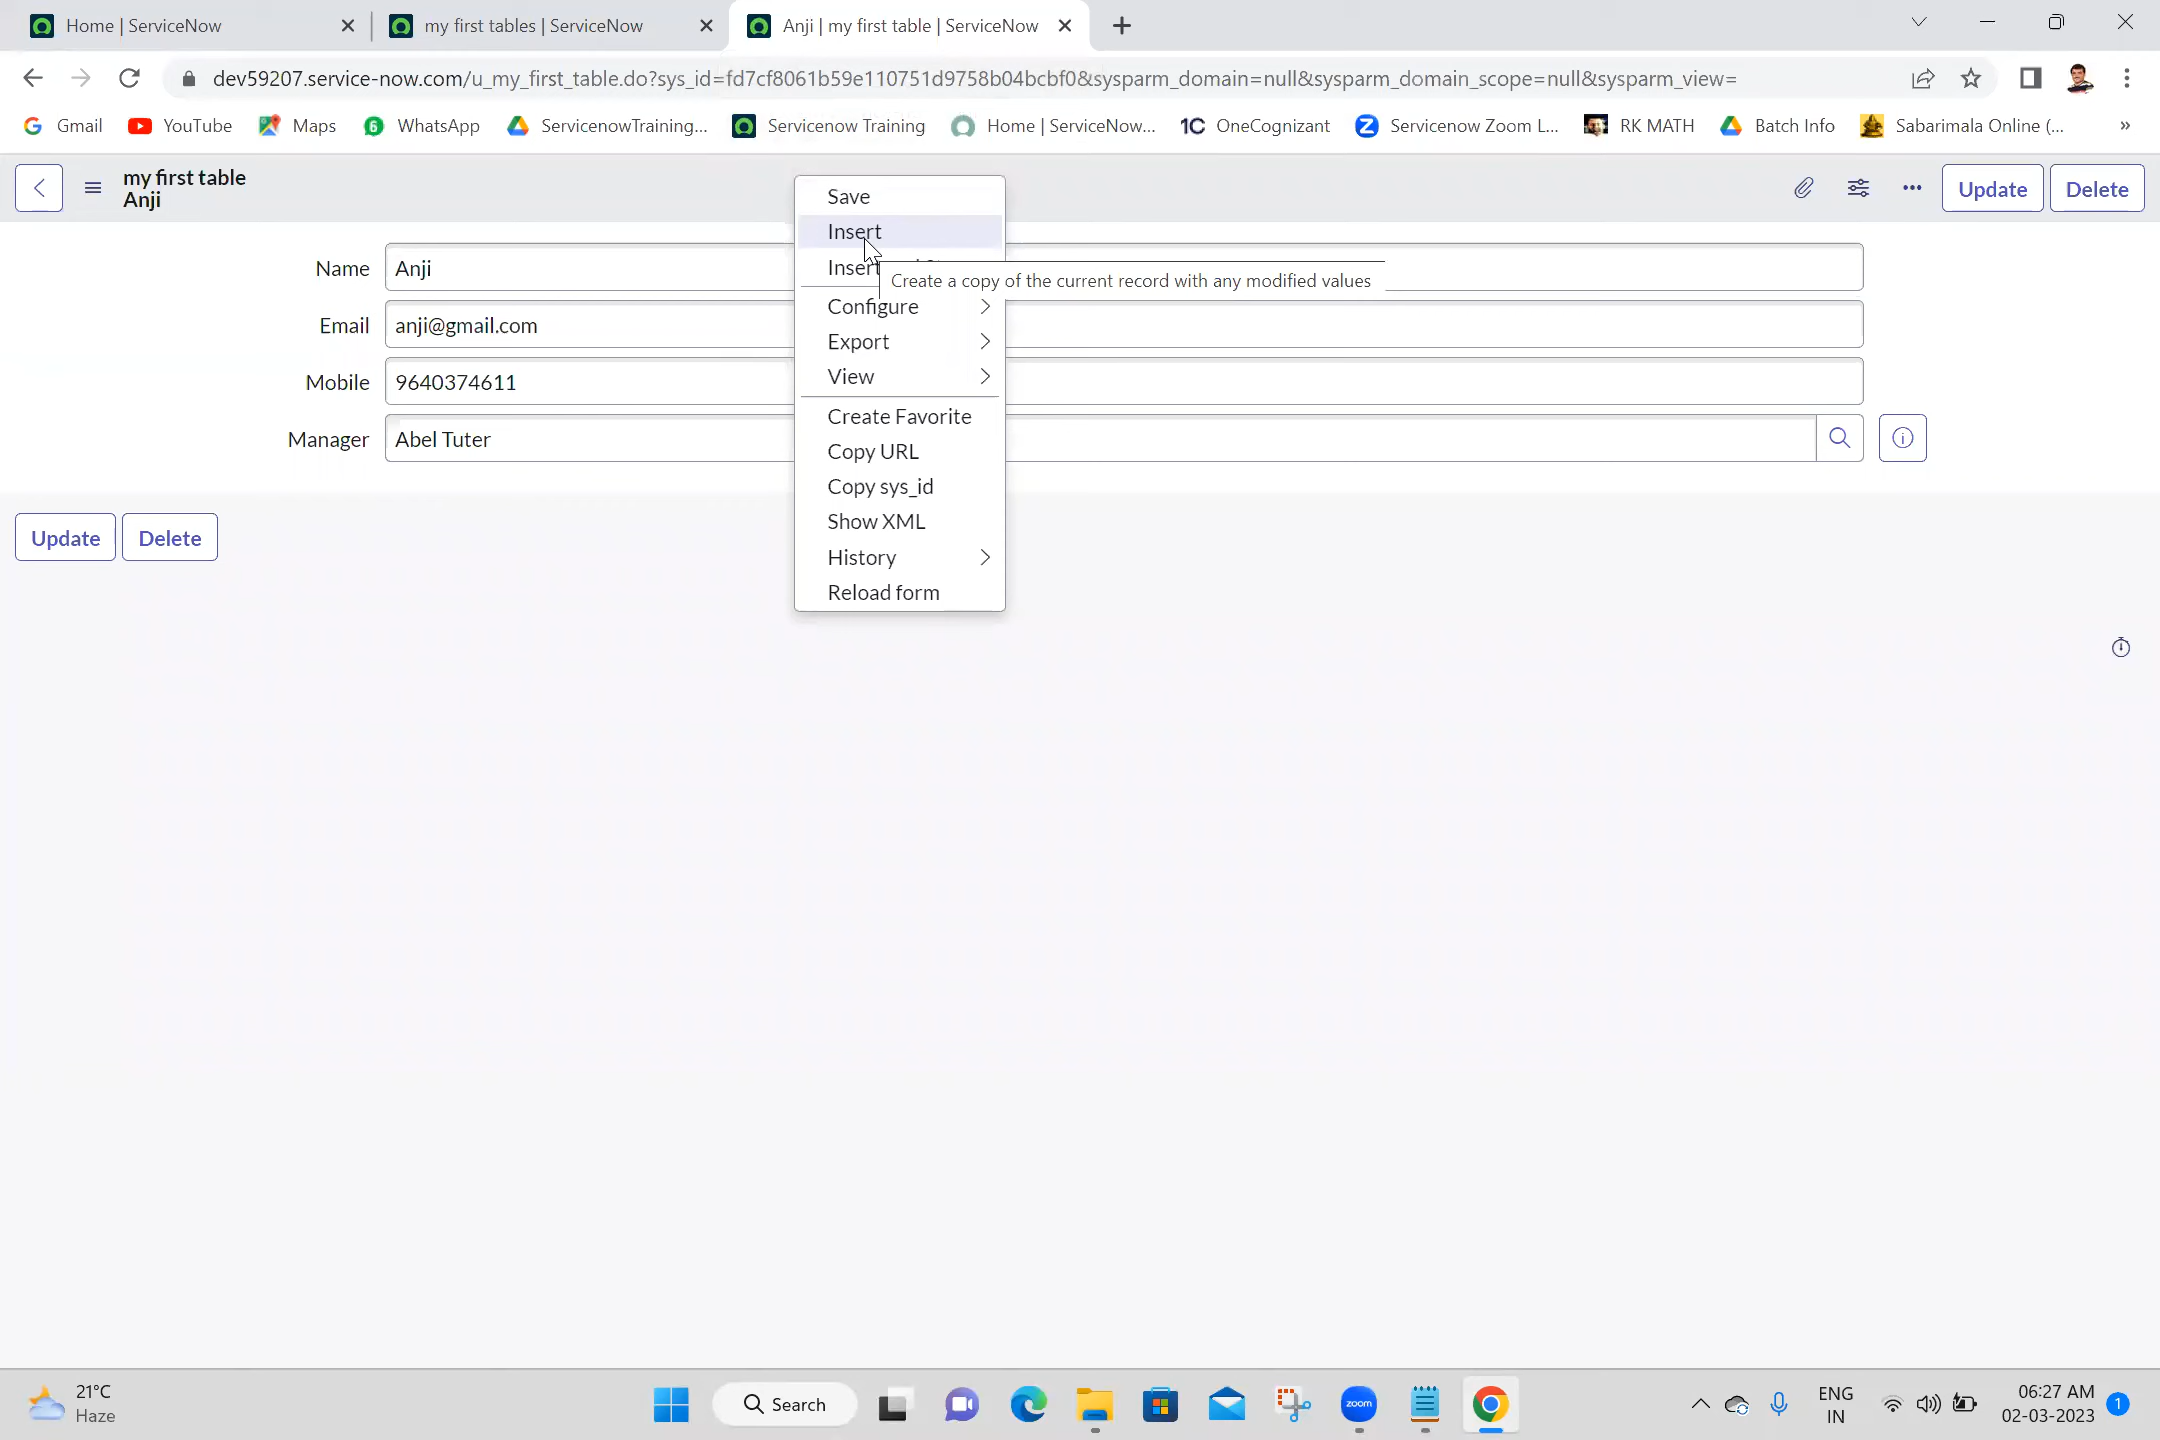 Home | ServiceNow
my first tables | ServiceNow
Anji | my first table | ServiceNow
dev59207.service-now.com/u_my_first_table.do?sys_id=fd7cf8061b59e110751d9758b04bcbf0&sysparm_domain=null&sysparm_domain_scope=null&sysparm_view=
Gmail YouTube Maps WhatsApp ServicenowTraining... Servicenow Training Home | ServiceNow... 1C OneCognizant Servicenow Zoom L... RK MATH Batch Info Sabarimala Online (...
my first table
Anji
Update Delete
Name Anji
Email anji@gmail.com
Mobile 9640374611
Manager Abel Tuter
Update Delete
Save
Insert
Insert
Create a copy of the current record with any modified values
Configure
Export
View
Create Favorite
Copy URL
Copy sys_id
Show XML
History
Reload form
21°C
Haze
Search
zoom
ENG
IN
06:27 AM
02-03-2023
1